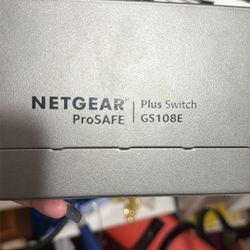 NETGEAR® | Plus Switch
ProSAFE | GS108E